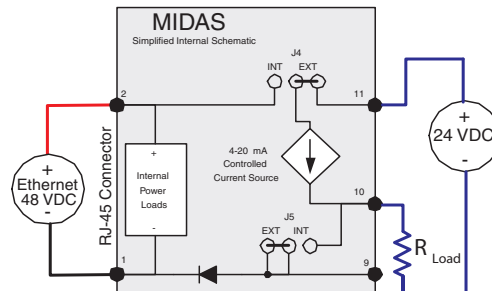 MIDAS
Simplified Internal Schematic
J4
INT EXT
2
11
+
24 VDC
-
4-20 mA
Controlled
Current Source
RJ-45 Connector
+
Internal
Power
Loads
-
+
Ethernet
48 VDC
-
10
J5
EXT INT
R Load
1
9